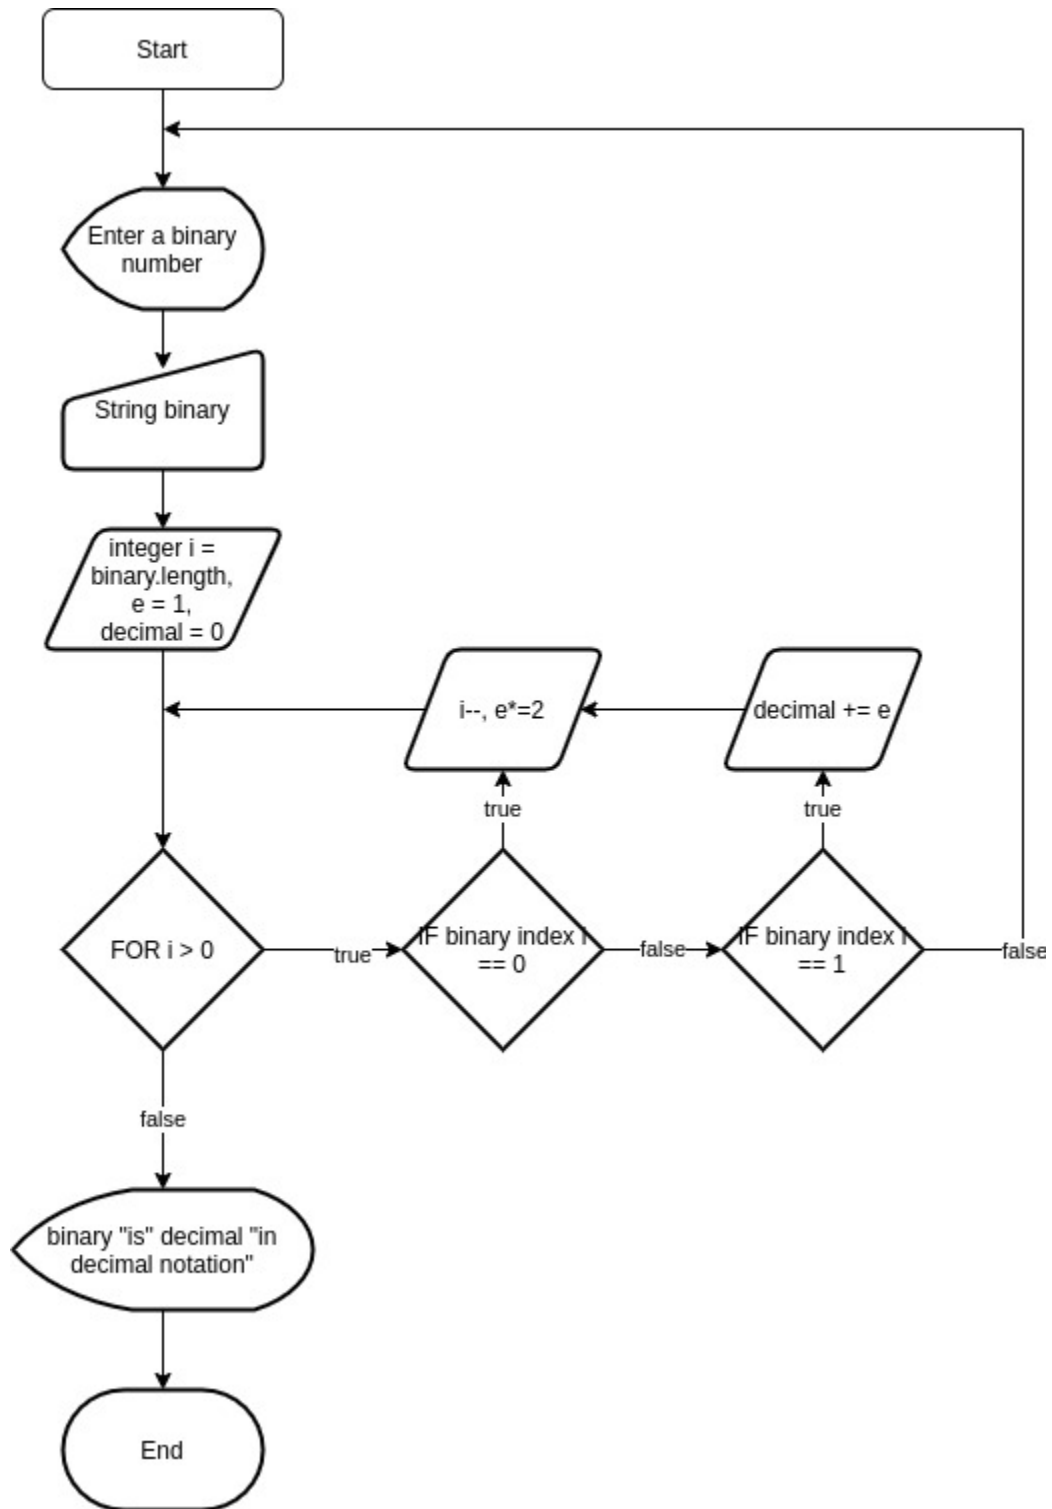 Start
Enter a binary
number
String binary
integer i =
binary.length,
e = 1,
decimal = 0
i--, e*=2
decimal += e
true
true
FOR i > 0
true
IF binary index i
== 0
false
IF binary index i
== 1
false
false
binary "is" decimal "in
decimal notation"
End